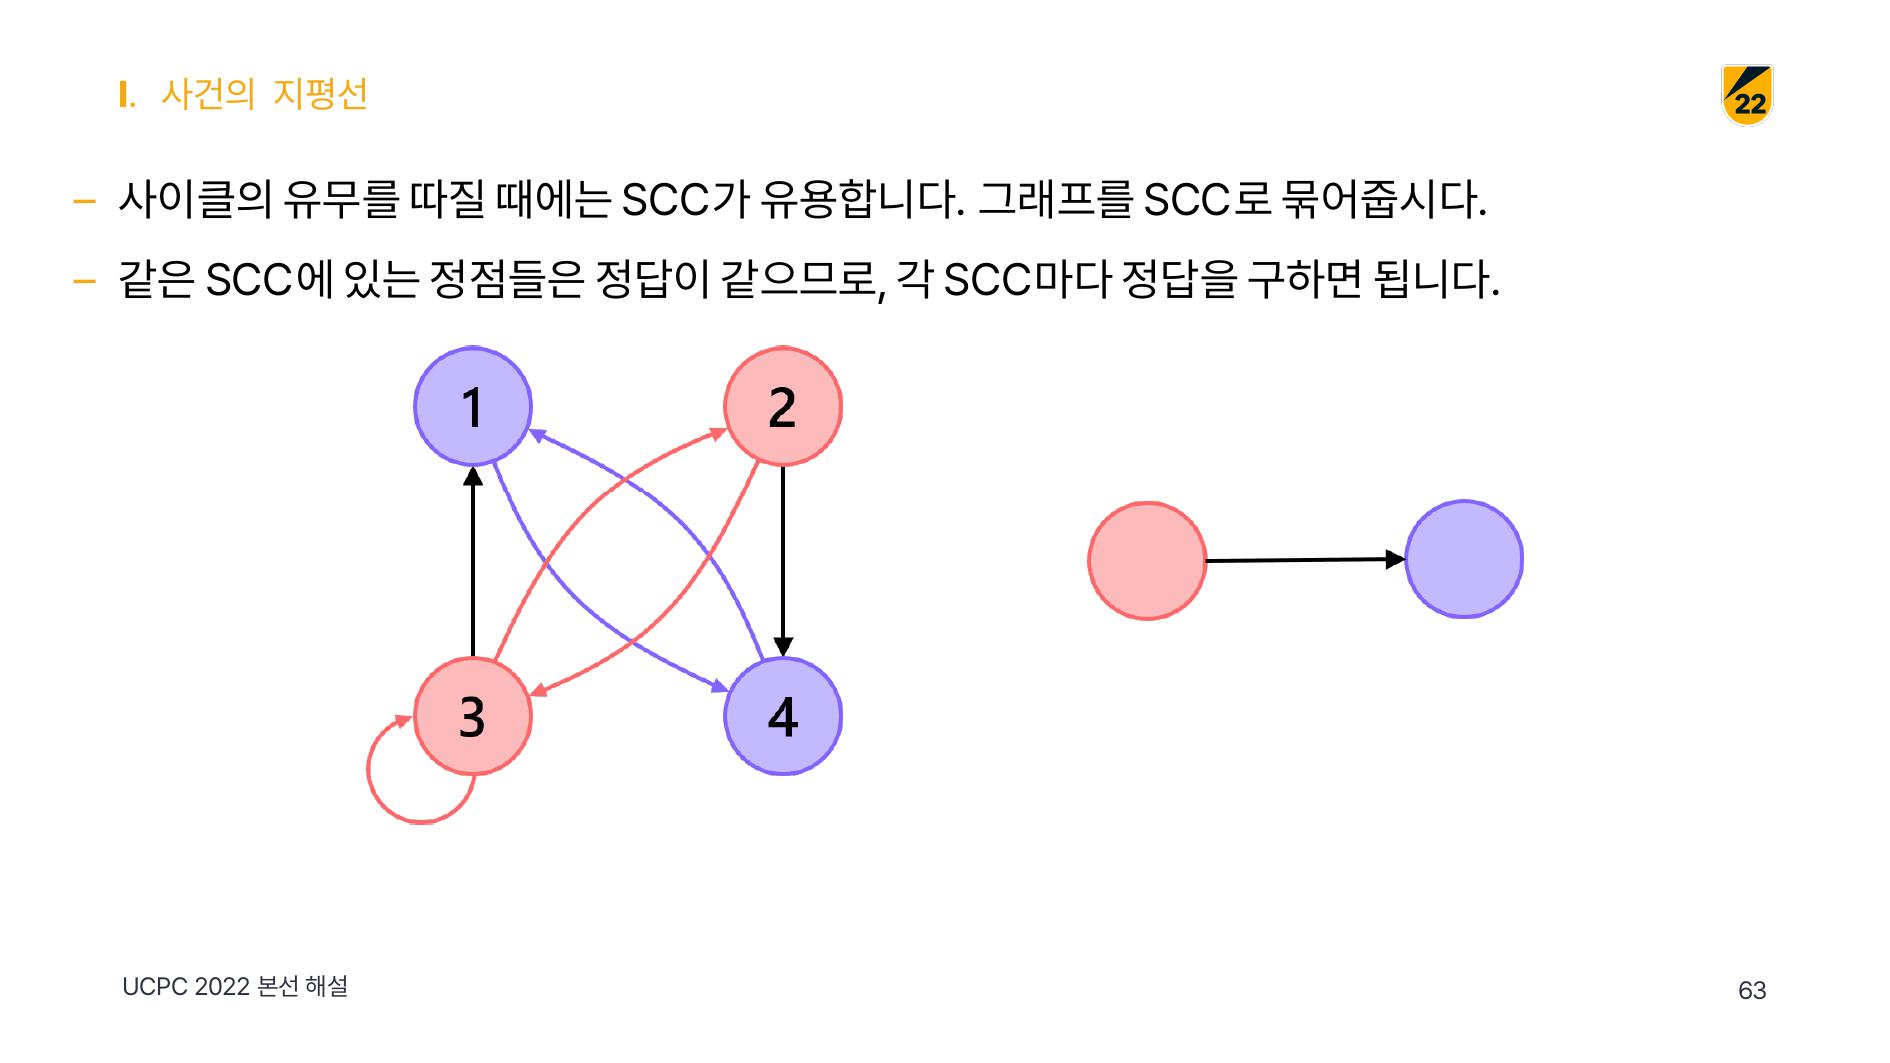 I. 사건의 지평선
22
– 사이클의 유무를 따질 때에는 SCC가 유용합니다. 그래프를 SCC로 묶어줍시다.
– 같은 SCC에 있는 정점들은 정답이 같으므로, 각 SCC마다 정답을 구하면 됩니다.
1
2
3
4
UCPC 2022 본선 해설
63